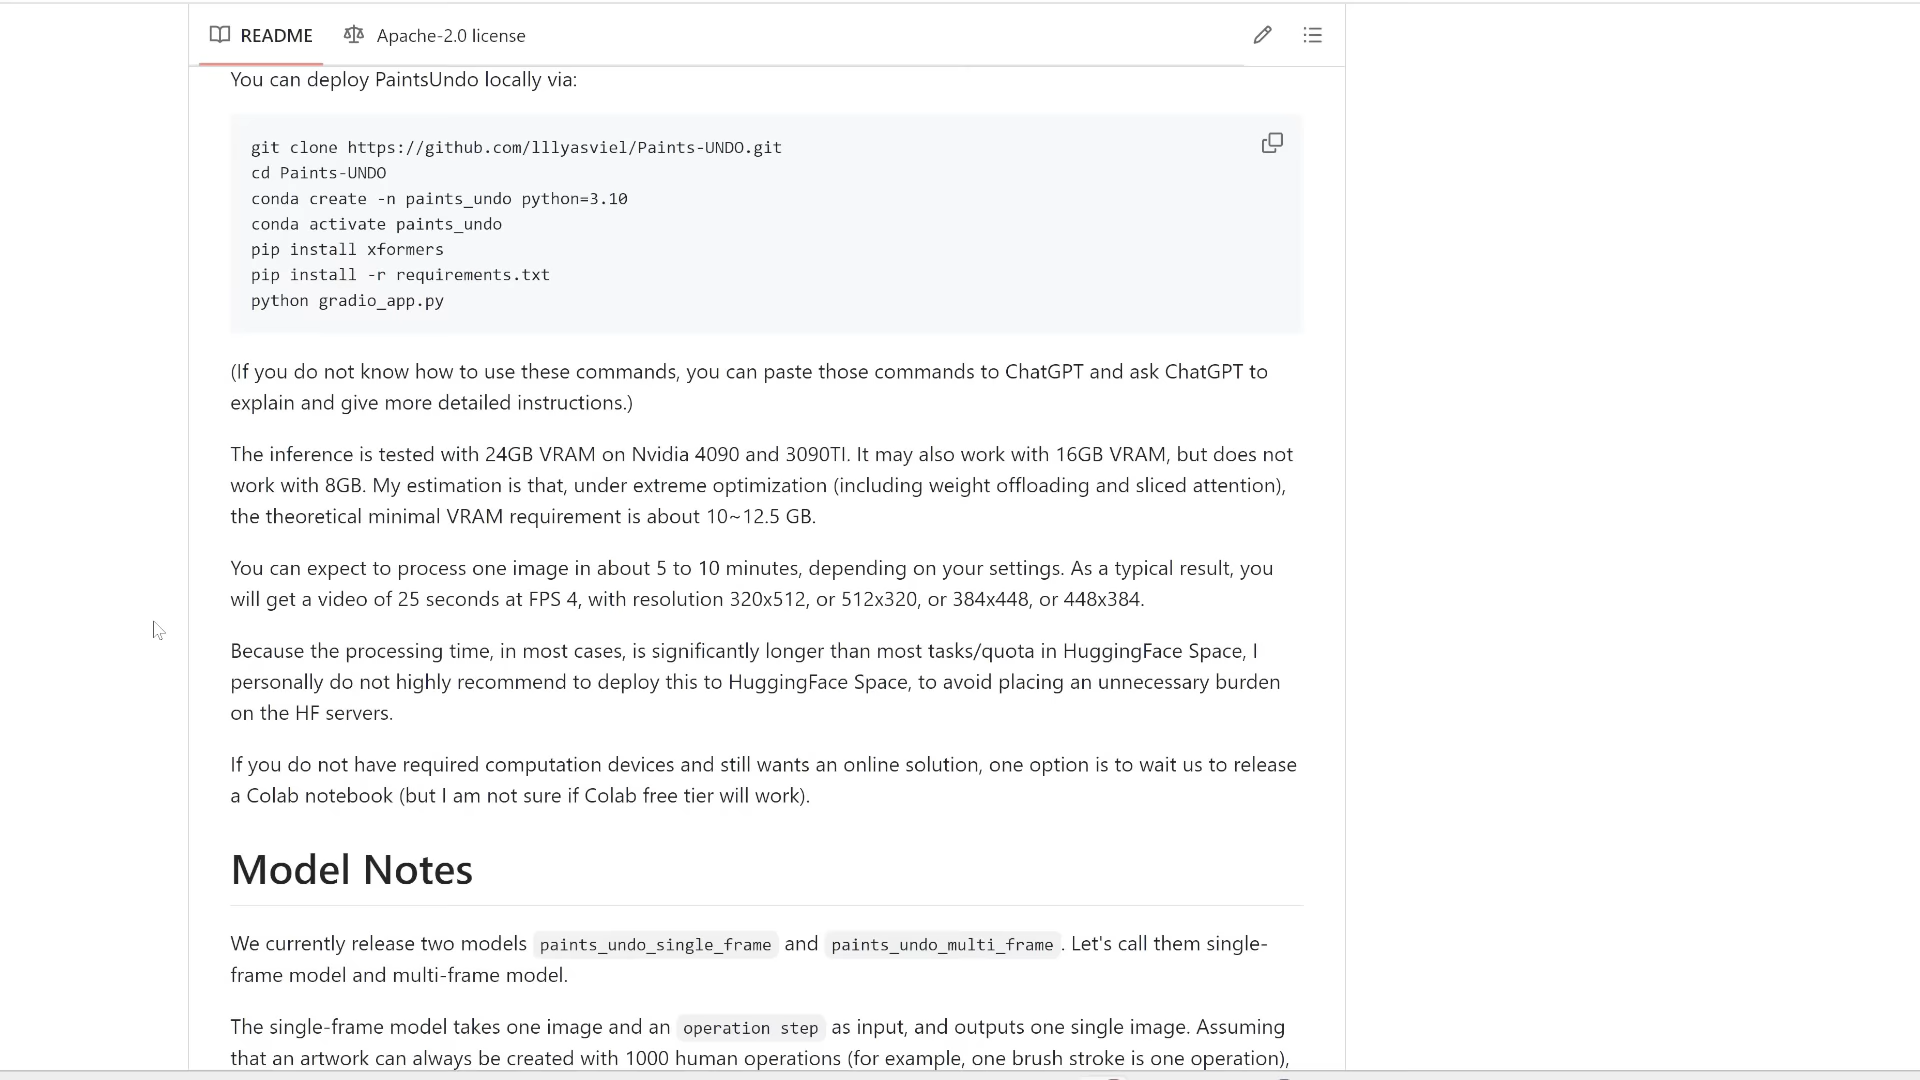 README Apache-2.0 license
You can deploy PaintsUndo locally via:
git clone https://github.com/lllyasviel/Paints-UNDO.git
cd Paints-UNDO
conda create -n paints_undo python=3.10
conda activate paints_undo
pip install xformers
pip install -r requirements.txt
python gradio_app.py
(If you do not know how to use these commands, you can paste those commands to ChatGPT and ask ChatGPT to
explain and give more detailed instructions.)
The inference is tested with 24GB VRAM on Nvidia 4090 and 3090TI. It may also work with 16GB VRAM, but does not
work with 8GB. My estimation is that, under extreme optimization (including weight offloading and sliced attention),
the theoretical minimal VRAM requirement is about 10~12.5 GB.
You can expect to process one image in about 5 to 10 minutes, depending on your settings. As a typical result, you
will get a video of 25 seconds at FPS 4, with resolution 320x512, or 512x320, or 384x448, or 448x384.
Because the processing time, in most cases, is significantly longer than most tasks/quota in HuggingFace Space, I
personally do not highly recommend to deploy this to HuggingFace Space, to avoid placing an unnecessary burden
on the HF servers.
If you do not have required computation devices and still wants an online solution, one option is to wait us to release
a Colab notebook (but I am not sure if Colab free tier will work).
Model Notes
We currently release two models paints_undo_single_frame and paints_undo_multi_frame. Let's call them single-
frame model and multi-frame model.
The single-frame model takes one image and an operation step as input, and outputs one single image. Assuming
that an artwork can always be created with 1000 human operations (for example, one brush stroke is one operation),